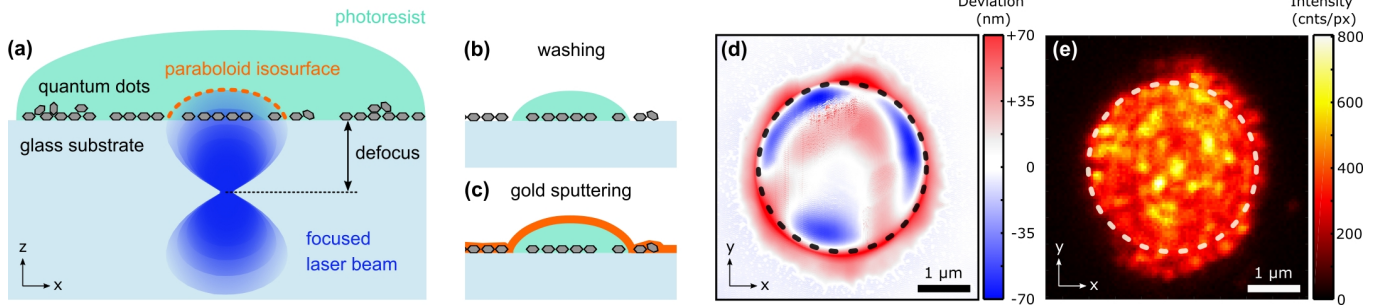 photoresist
(a)
quantum dots
paraboloid isosurface
glass substrate
defocus
focused
laser beam
z
x
(b)
washing
(c)
gold sputtering
(d)
Deviation
(nm)
+70
+35
0
-35
-70
y
x
1 μm
(e)
Intensity
(cnts/px)
800
600
400
200
0
y
x
1 μm